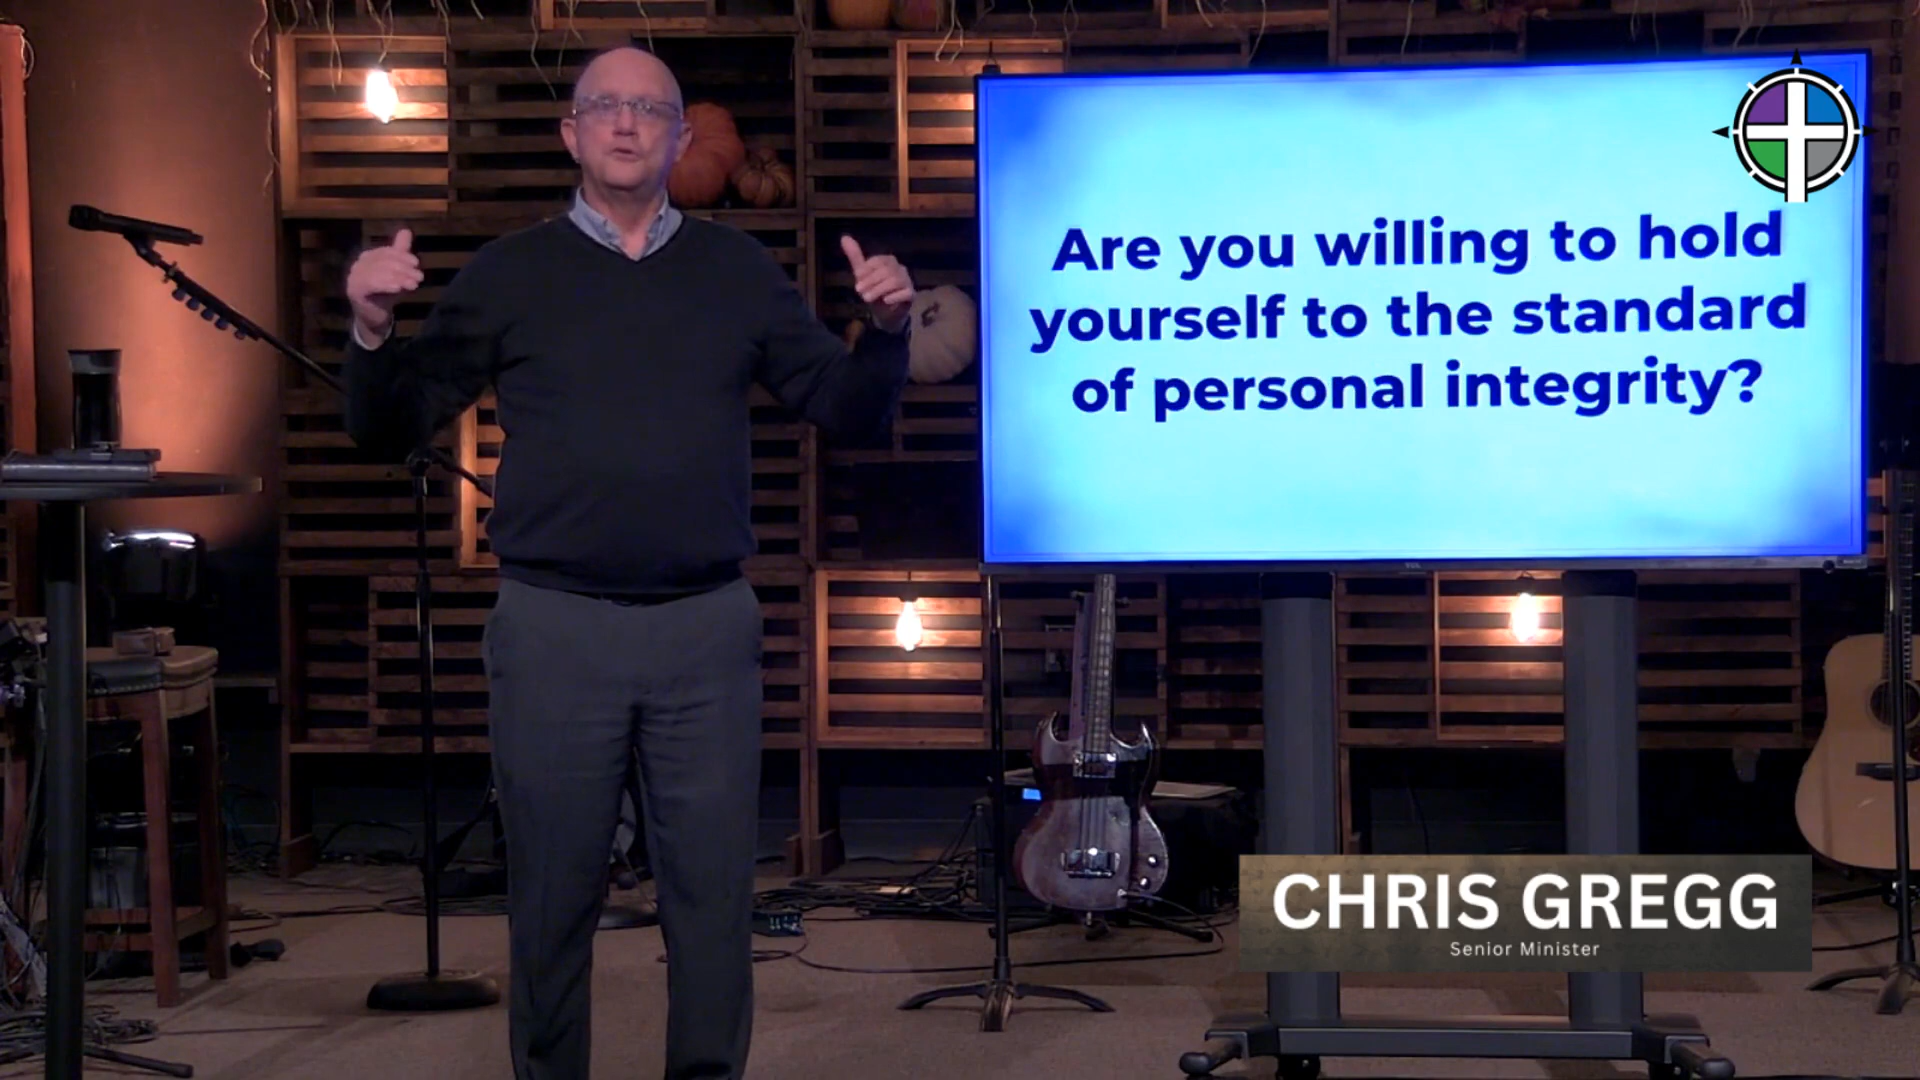 Are you willing to hold
yourself to the standard
of personal integrity?
CHRIS GREGG
Senior Minister